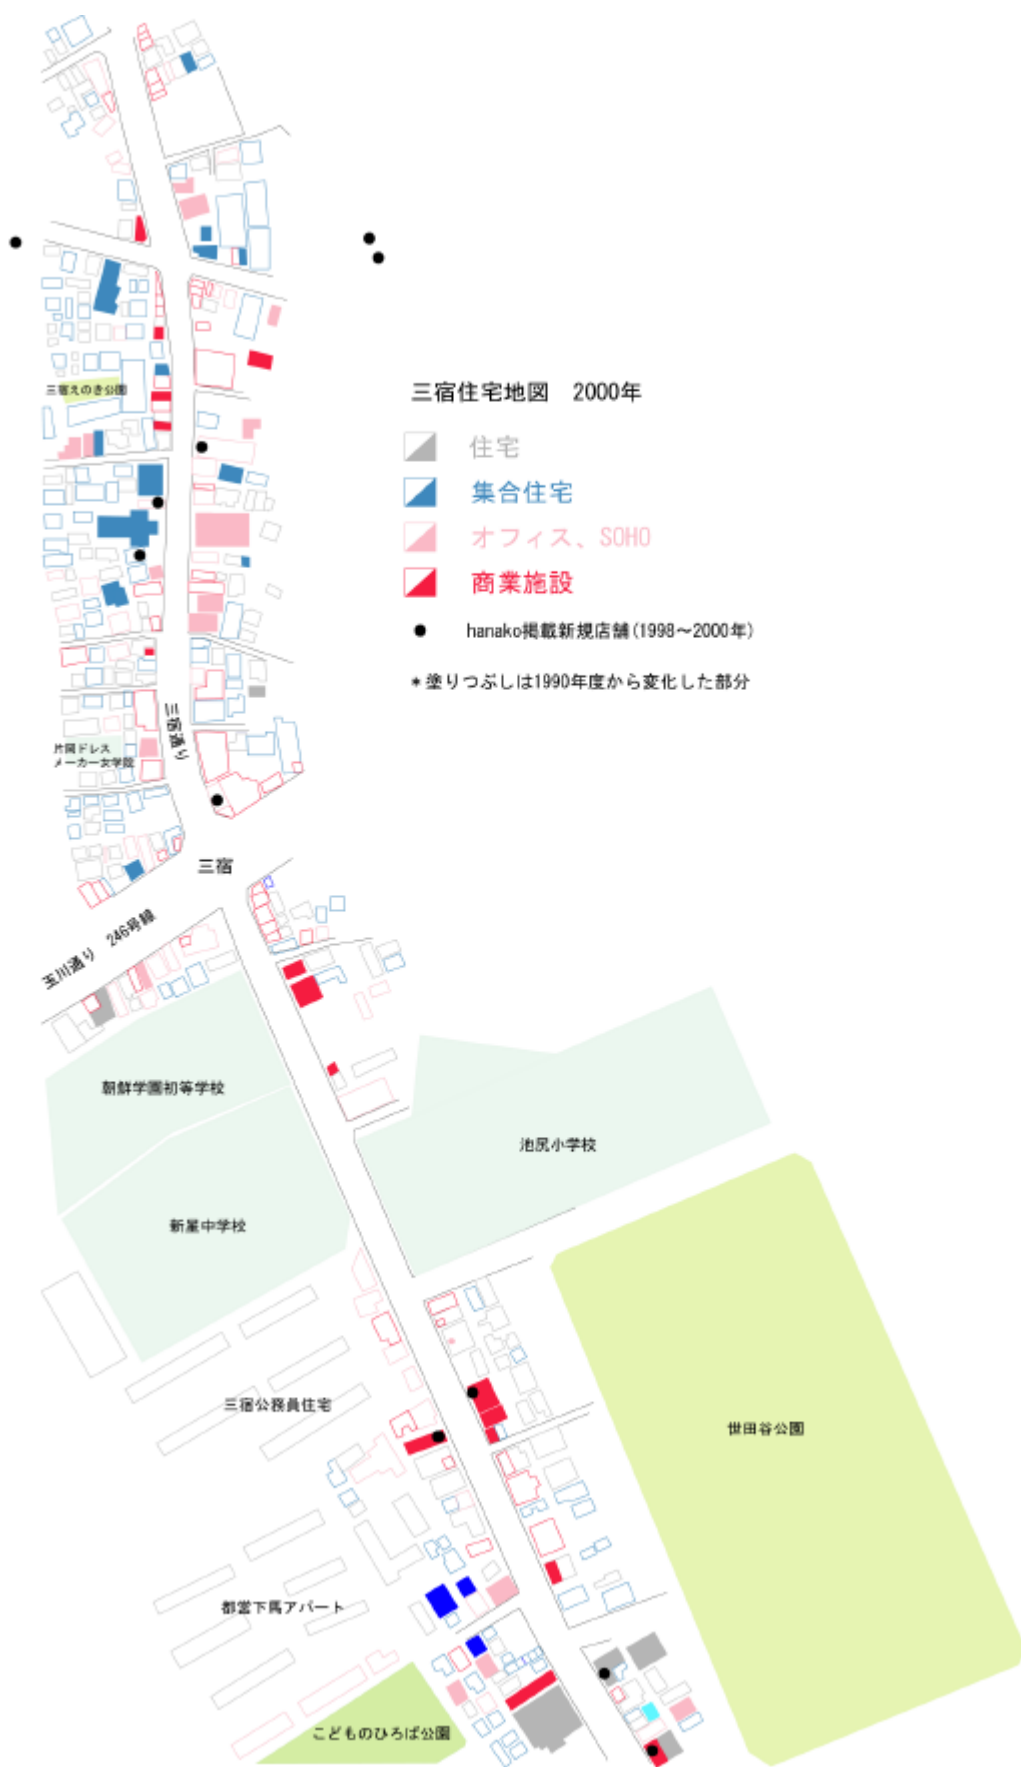 三宿住宅地図　2000年
三宿えのき公園
住宅
集合住宅
オフィス、SOHO
商業施設
hanako掲載新規店舗(1998～2000年)
*塗りつぶしは1990年度から変化した部分
三宿通り
片岡ドレス
メーカー女学院
三宿
玉川通り　246号線
朝鮮学園初等学校
池尻小学校
新星中学校
三宿公務員住宅
世田谷公園
都営下馬アパート
こどものひろば公園